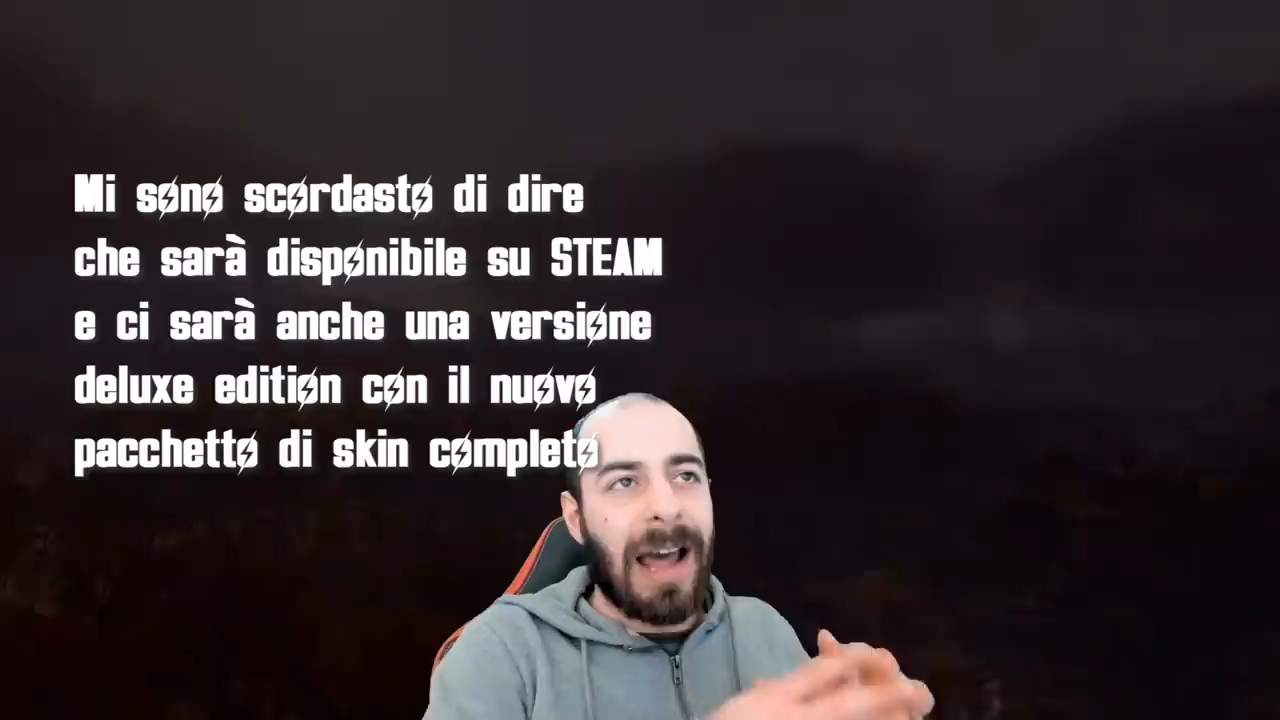 Mi sono scordasto di dire
che sarà disponibile su STEAM
e ci sarà anche una versione
deluxe edition con il nuovo
pacchetto di skin completo